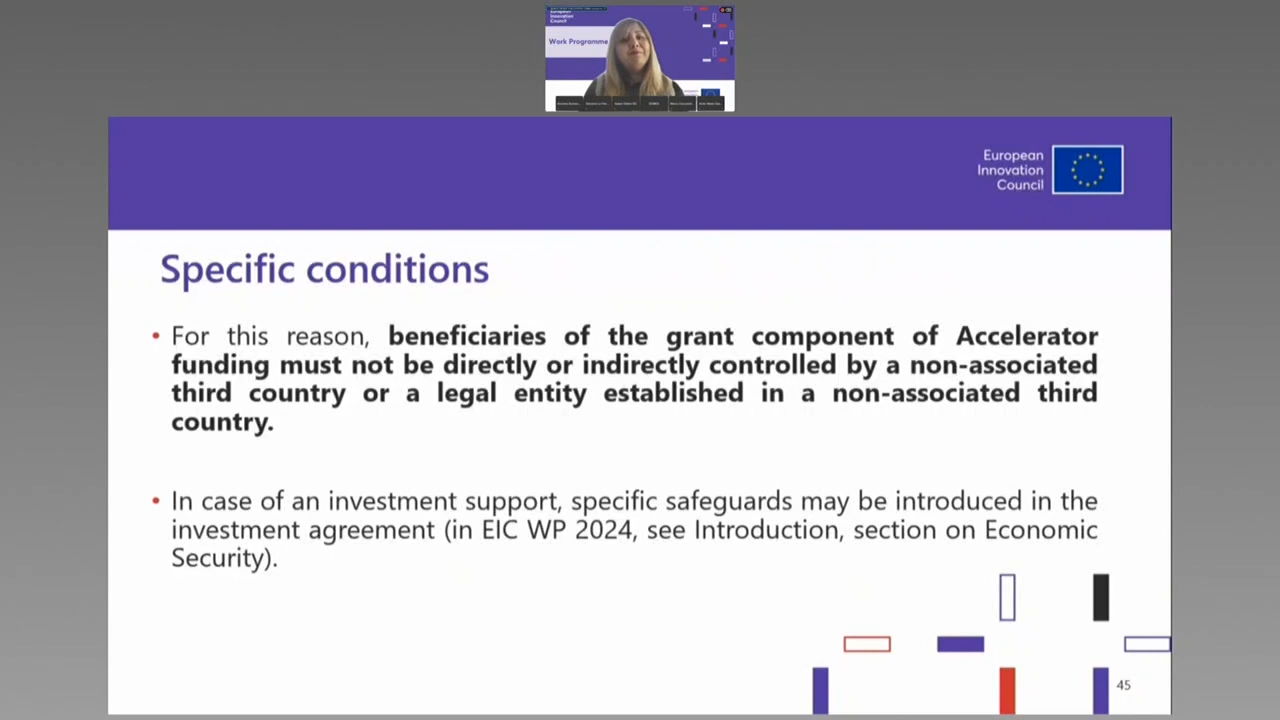 European
Innovation
Council
Work Programme
European
Innovation
Council
Specific conditions
• For this reason, beneficiaries of the grant component of Accelerator
funding must not be directly or indirectly controlled by a non-associated
third country or a legal entity established in a non-associated third
country.
• In case of an investment support, specific safeguards may be introduced in the
investment agreement (in EIC WP 2024, see Introduction, section on Economic
Security).
45